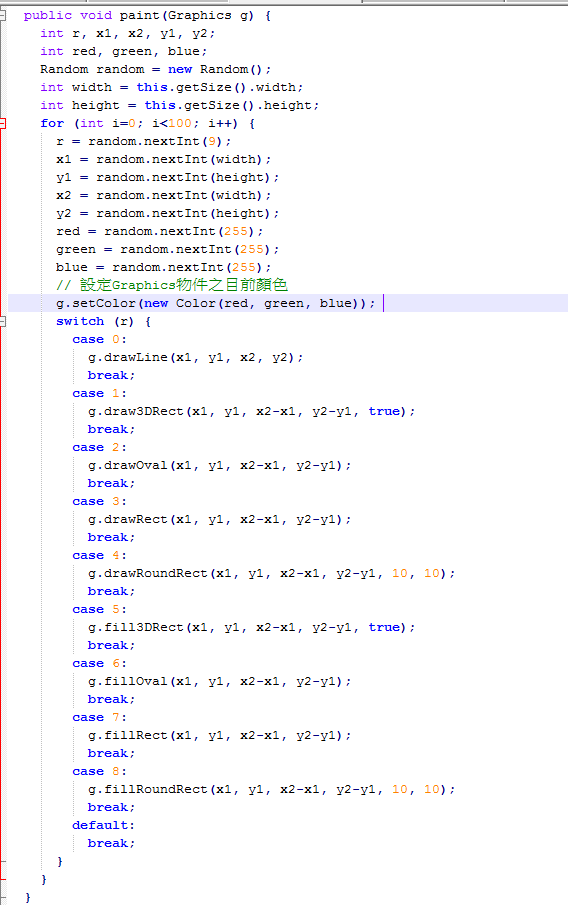 public void paint(Graphics g) {
int r, x1, x2, y1, y2;
int red, green, blue;
Random random = new Random();
int width = this.getSize().width;
int height = this.getSize().height;
for (int i=0; i<100; i++) {
r = random.nextInt(9);
x1 = random.nextInt(width);
y1 = random.nextInt(height);
x2 = random.nextInt(width);
y2 = random.nextInt(height);
red = random.nextInt(255);
green = random.nextInt(255);
blue = random.nextInt(255);
// 設定Graphics物件之目前顏色
g.setColor(new Color(red, green, blue));
switch (r) {
case 0:
g.drawLine(x1, y1, x2, y2);
break;
case 1:
g.draw3DRect(x1, y1, x2-x1, y2-y1, true);
break;
case 2:
g.drawOval(x1, y1, x2-x1, y2-y1);
break;
case 3:
g.drawRect(x1, y1, x2-x1, y2-y1);
break;
case 4:
g.drawRoundRect(x1, y1, x2-x1, y2-y1, 10, 10);
break;
case 5:
g.fill3DRect(x1, y1, x2-x1, y2-y1, true);
break;
case 6:
g.fillOval(x1, y1, x2-x1, y2-y1);
break;
case 7:
g.fillRect(x1, y1, x2-x1, y2-y1);
break;
case 8:
g.fillRoundRect(x1, y1, x2-x1, y2-y1, 10, 10);
break;
default:
break;
}
}
}